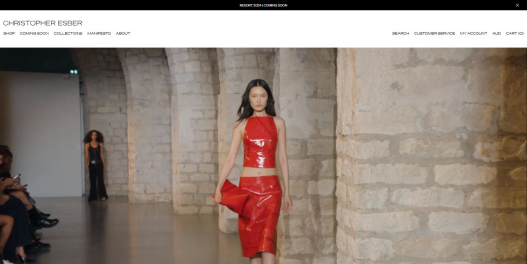 RESORT 2024 | COMING SOON
CHRISTOPHER ESBER
SHOP COMING SOON COLLECTIONS MANIFESTO ABOUT
SEARCH CUSTOMER SERVICE MY ACCOUNT AUD CART (0)